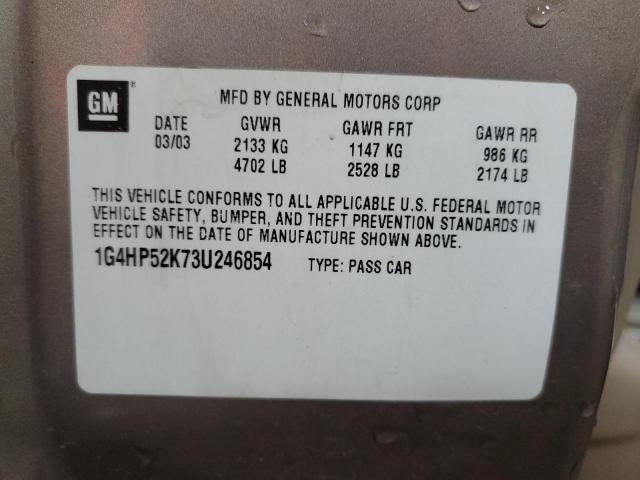 GM
MFD BY GENERAL MOTORS CORP
DATE GVWR GAWR FRT GAWR RR
03/03 2133 KG 1147 KG 986 KG
4702 LB 2528 LB 2174 LB
THIS VEHICLE CONFORMS TO ALL APPLICABLE U.S. FEDERAL MOTOR
VEHICLE SAFETY, BUMPER, AND THEFT PREVENTION STANDARDS IN
EFFECT ON THE DATE OF MANUFACTURE SHOWN ABOVE.
1G4HP52K73U246854 TYPE: PASS CAR